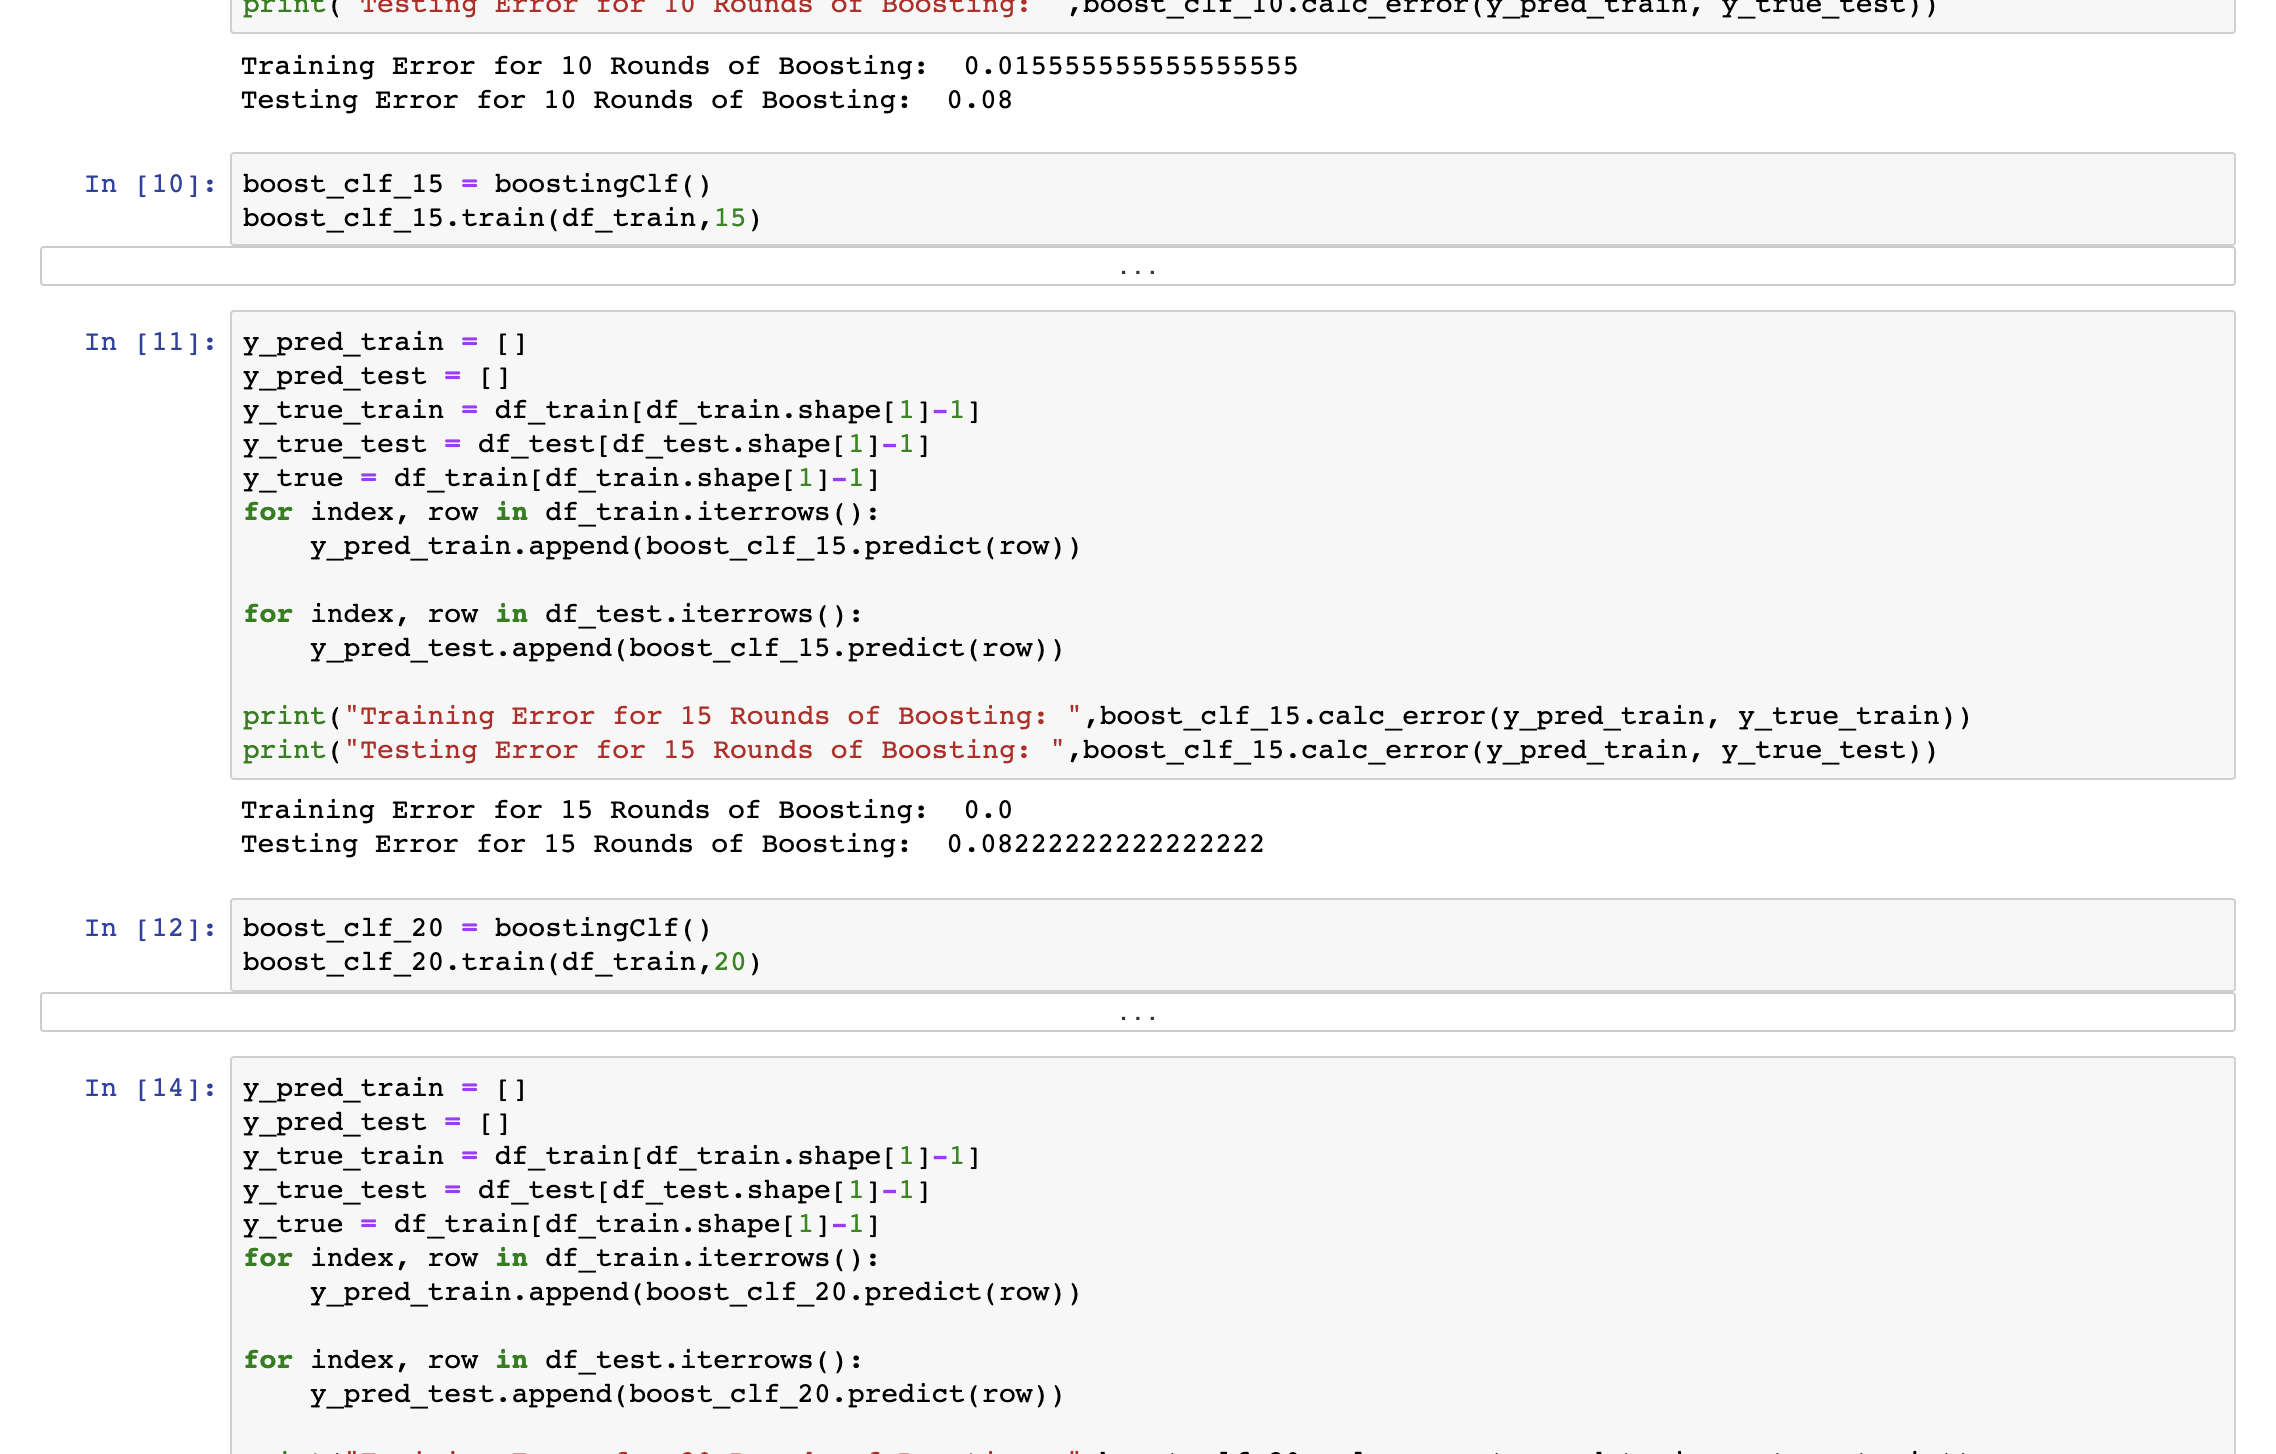 print("Testing Error for 10 Rounds of Boosting: ",boost_clf_10.calc_error(y_pred_train, y_true_test))
Training Error for 10 Rounds of Boosting:  0.015555555555555555
Testing Error for 10 Rounds of Boosting:  0.08
In [10]: boost_clf_15 = boostingClf()
boost_clf_15.train(df_train,15)
...
In [11]: y_pred_train = []
y_pred_test = []
y_true_train = df_train[df_train.shape[1]-1]
y_true_test = df_test[df_test.shape[1]-1]
y_true = df_train[df_train.shape[1]-1]
for index, row in df_train.iterrows():
    y_pred_train.append(boost_clf_15.predict(row))
for index, row in df_test.iterrows():
    y_pred_test.append(boost_clf_15.predict(row))
print("Training Error for 15 Rounds of Boosting: ",boost_clf_15.calc_error(y_pred_train, y_true_train))
print("Testing Error for 15 Rounds of Boosting: ",boost_clf_15.calc_error(y_pred_train, y_true_test))
Training Error for 15 Rounds of Boosting:  0.0
Testing Error for 15 Rounds of Boosting:  0.08222222222222222
In [12]: boost_clf_20 = boostingClf()
boost_clf_20.train(df_train,20)
...
In [14]: y_pred_train = []
y_pred_test = []
y_true_train = df_train[df_train.shape[1]-1]
y_true_test = df_test[df_test.shape[1]-1]
y_true = df_train[df_train.shape[1]-1]
for index, row in df_train.iterrows():
    y_pred_train.append(boost_clf_20.predict(row))
for index, row in df_test.iterrows():
    y_pred_test.append(boost_clf_20.predict(row))